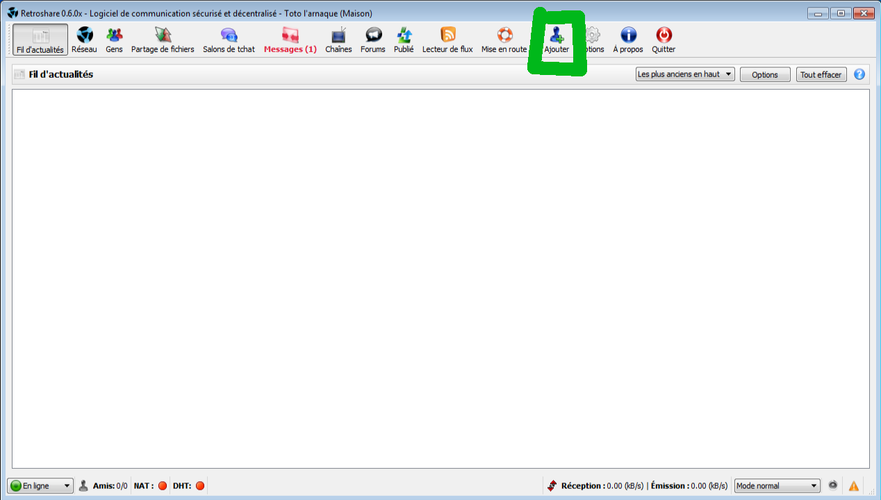 Retroshare 0.6.0x - Logiciel de communication sécurisé et décentralisé - Toto l'arnaque (Maison)
Fil d'actualités Réseau Gens Partage de fichiers Salons de tchat Messages (1) Chaînes Forums Publié Lecteur de flux Mise en route Ajouter tions À propos Quitter
Fil d'actualités Les plus anciens en haut Options Tout effacer
En ligne Amis: 0/0 NAT : DHT: Réception : 0.00 (kB/s) | Émission : 0.00 (kB/s) Mode normal